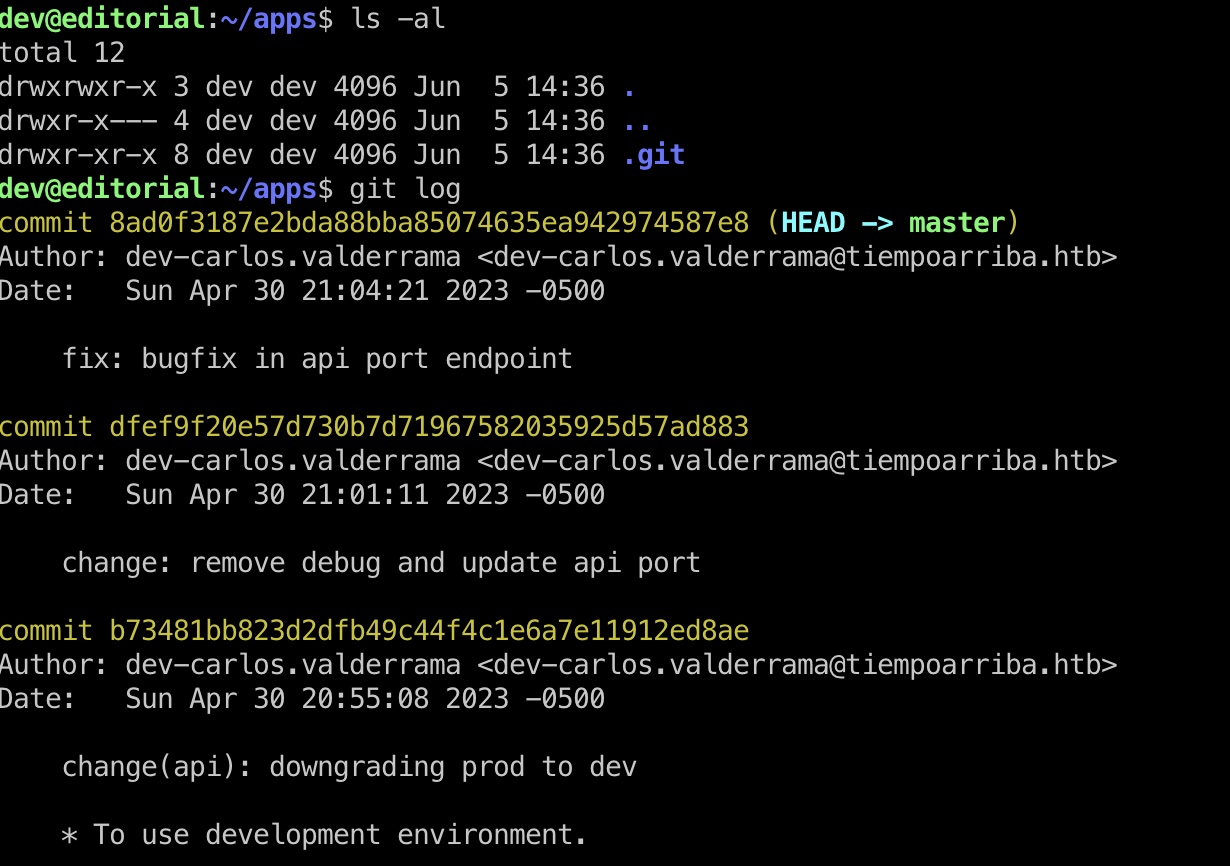 dev@editorial:~/apps$ ls -al
total 12
drwxrwxr-x 3 dev dev 4096 Jun  5 14:36 .
drwxr-x--- 4 dev dev 4096 Jun  5 14:36 ..
drwxr-xr-x 8 dev dev 4096 Jun  5 14:36 .git
dev@editorial:~/apps$ git log
commit 8ad0f3187e2bda88bba85074635ea942974587e8 (HEAD -> master)
Author: dev-carlos.valderrama <dev-carlos.valderrama@tiempoarriba.htb>
Date:   Sun Apr 30 21:04:21 2023 -0500
    fix: bugfix in api port endpoint
commit dfef9f20e57d730b7d71967582035925d57ad883
Author: dev-carlos.valderrama <dev-carlos.valderrama@tiempoarriba.htb>
Date:   Sun Apr 30 21:01:11 2023 -0500
    change: remove debug and update api port
commit b73481bb823d2dfb49c44f4c1e6a7e11912ed8ae
Author: dev-carlos.valderrama <dev-carlos.valderrama@tiempoarriba.htb>
Date:   Sun Apr 30 20:55:08 2023 -0500
    change(api): downgrading prod to dev
    * To use development environment.